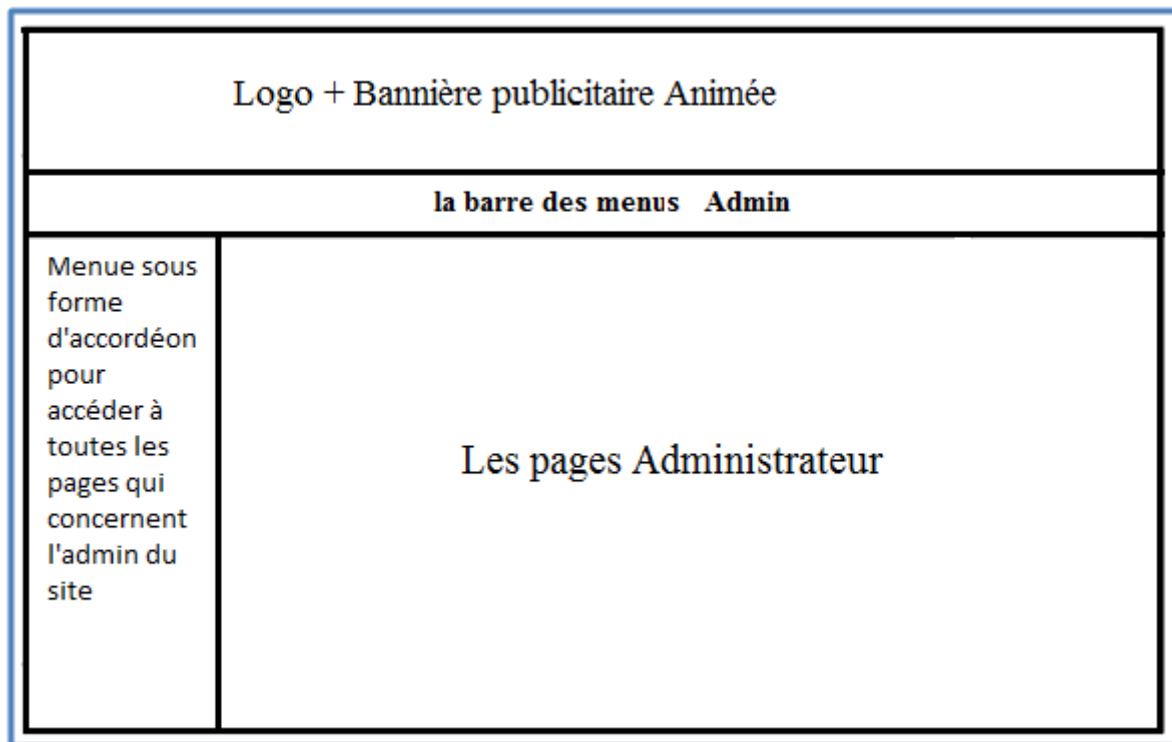 Logo + Bannière publicitaire Animée
la barre des menus Admin
Menue sous
forme
d'accordéon
pour
accéder à
toutes les
pages qui
concernent
l'admin du
site
Les pages Administrateur